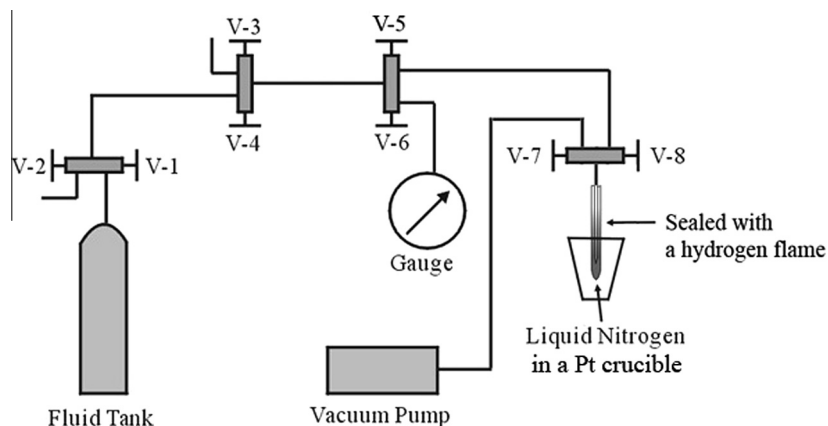 V-3
V-5
V-4
V-6
V-2
V-1
V-7
V-8
Gauge
Sealed with
a hydrogen flame
Liquid Nitrogen
in a Pt crucible
Fluid Tank
Vacuum Pump